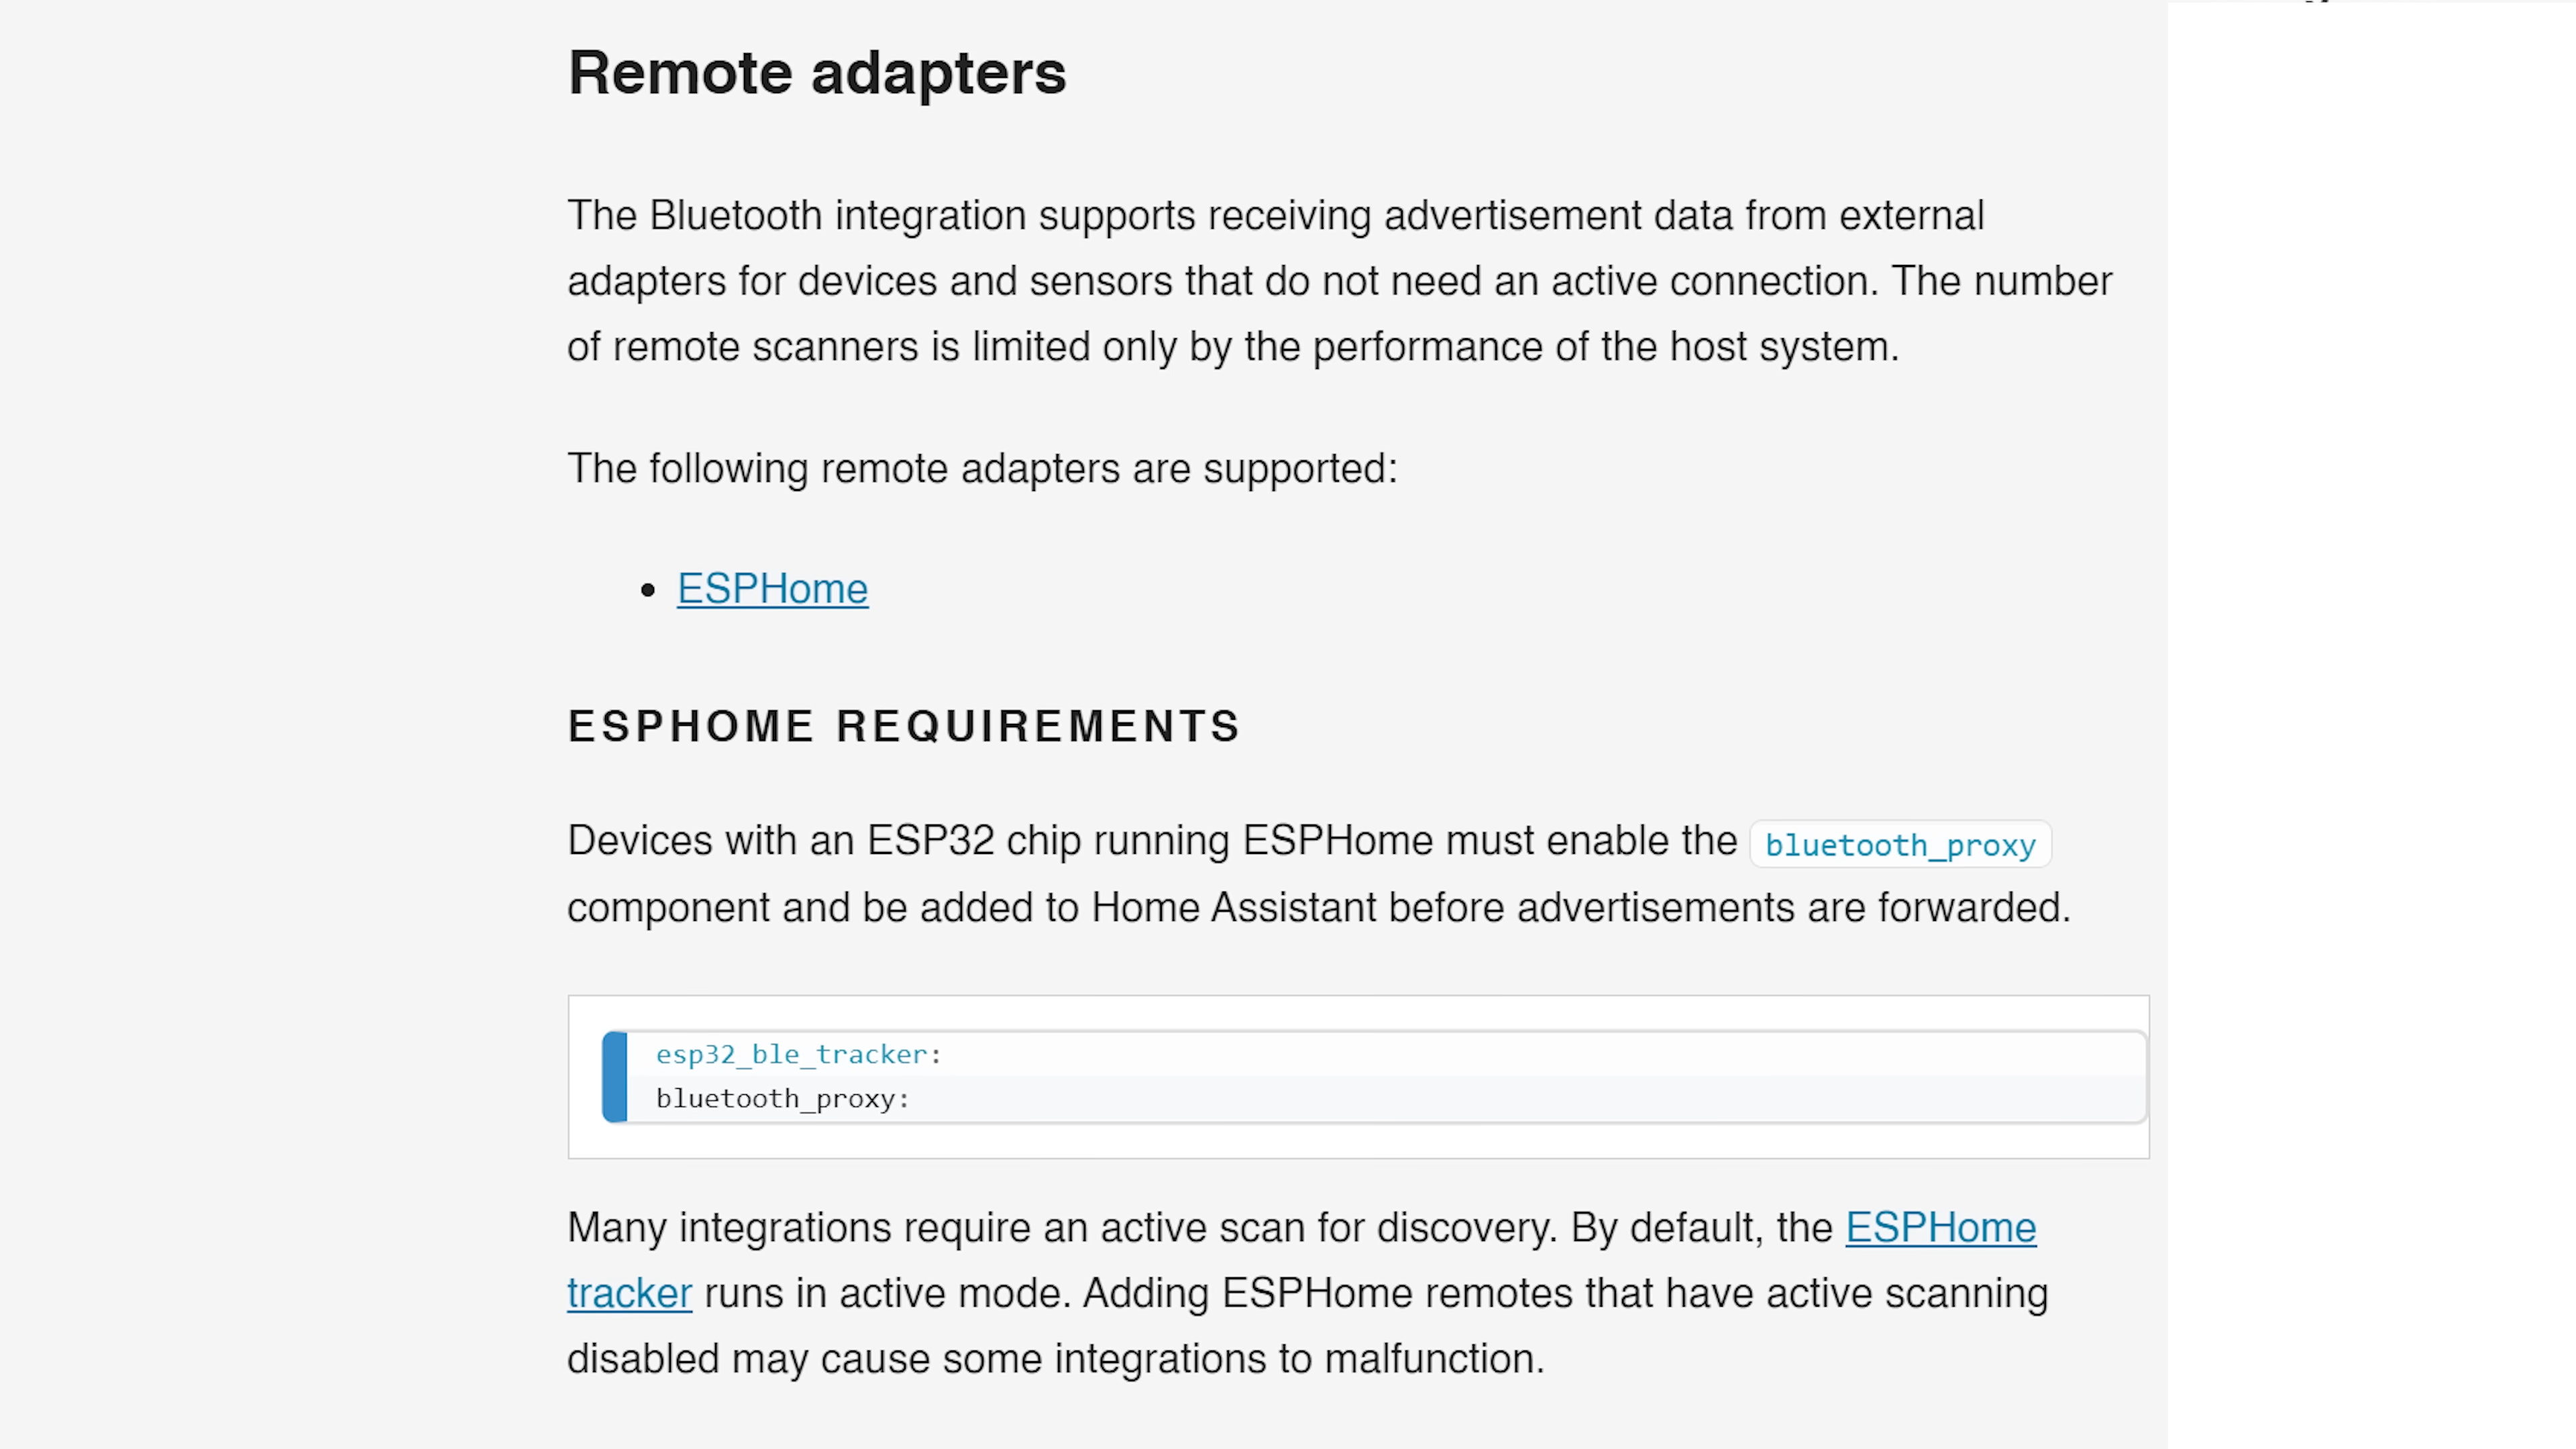 Remote adapters
The Bluetooth integration supports receiving advertisement data from external
adapters for devices and sensors that do not need an active connection. The number
of remote scanners is limited only by the performance of the host system.
The following remote adapters are supported:
• ESPHome
ESPHOME REQUIREMENTS
Devices with an ESP32 chip running ESPHome must enable the bluetooth_proxy
component and be added to Home Assistant before advertisements are forwarded.
esp32_ble_tracker:
bluetooth_proxy:
Many integrations require an active scan for discovery. By default, the ESPHome
tracker runs in active mode. Adding ESPHome remotes that have active scanning
disabled may cause some integrations to malfunction.